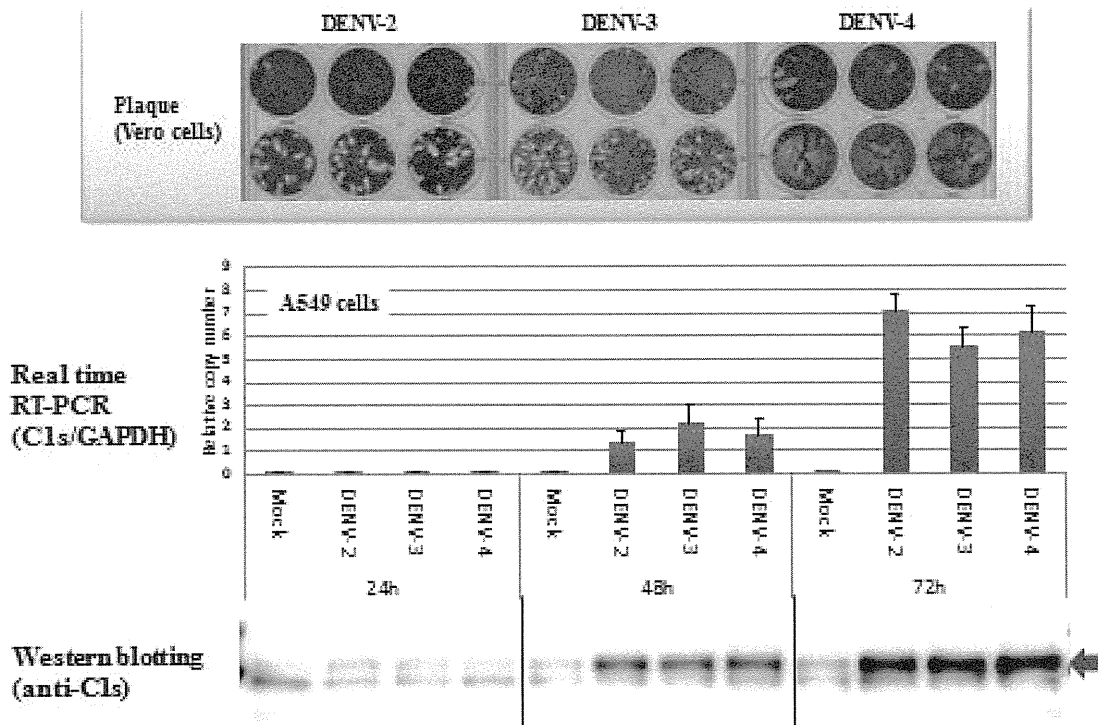 DENV-2 DENV-3 DENV-4
Plaque
(Vero cells)
Real time
RT-PCR
(C1s/GAPDH)
Relative copy number
9
8
7
6
5
4
3
2
1
0
A549 cells
Mock DENV-2 DENV-3 DENV-4 Mock DENV-2 DENV-3 DENV-4 Mock DENV-2 DENV-3 DENV-4
24h 48h 72h
Western blotting
(anti-C1s)